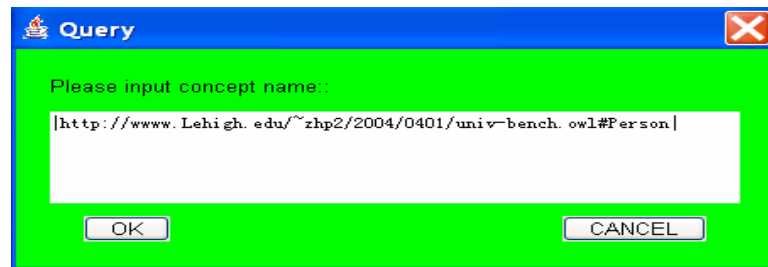 Query
Please input concept name::
|http://wwww.Lehigh.edu/~zhp2/2004/0401/univ-bench.owl#Person|
OK CANCEL